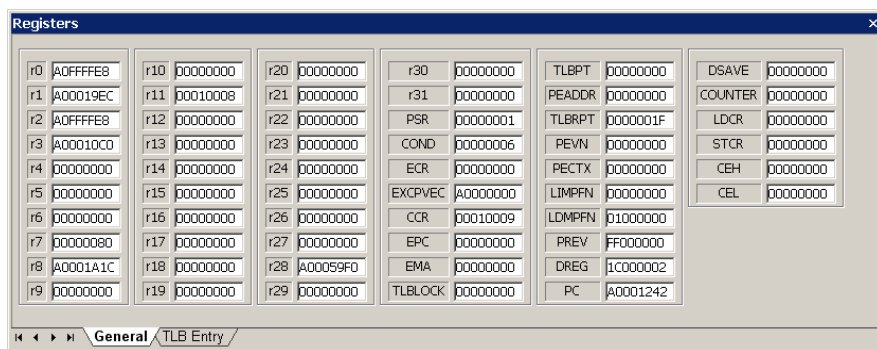 Registers ×
r0 A0FFFFE8 r10 00000000 r20 00000000 r30 00000000 TLBPT 00000000 DSAVE 00000000
r1 A00019EC r11 00010008 r21 00000000 r31 00000000 PEADDR 00000000 COUNTER 00000000
r2 A0FFFFE8 r12 00000000 r22 00000000 PSR 00000001 TLBRPT 0000001F LDCR 00000000
r3 A00010C0 r13 00000000 r23 00000000 COND 00000006 PEVN 00000000 STCR 00000000
r4 00000000 r14 00000000 r24 00000000 ECR 00000000 PECTX 00000000 CEH 00000000
r5 00000000 r15 00000000 r25 00000000 EXCPVEC A0000000 LIMPFN 00000000 CEL 00000000
r6 00000000 r16 00000000 r26 00000000 CCR 00010009 LDMPFN 01000000
r7 00000080 r17 00000000 r27 00000000 EPC 00000000 PREV FF000000
r8 A0001A1C r18 00000000 r28 A00059F0 EMA 00000000 DREG 1C000002
r9 00000000 r19 00000000 r29 00000000 TLBLOCK 00000000 PC A0001242
General TLB Entry